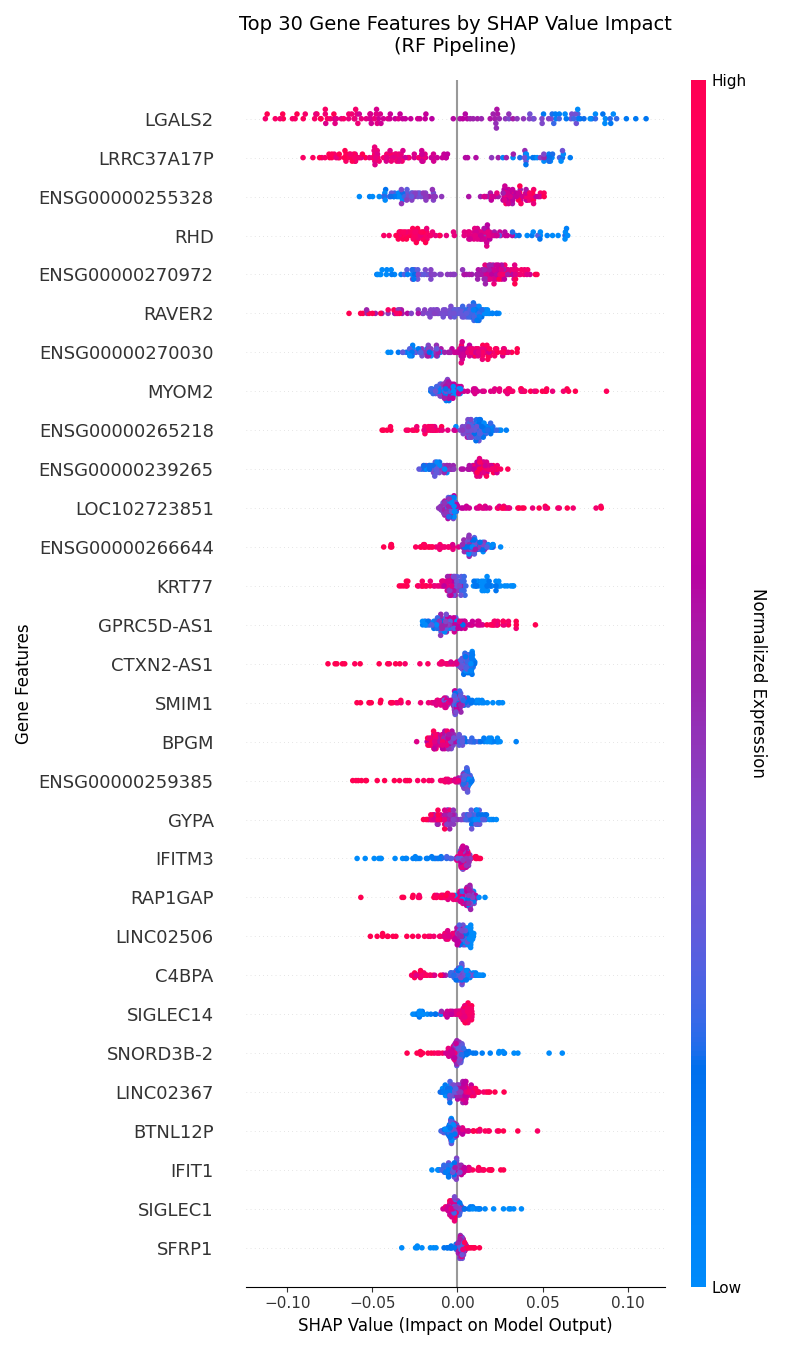 Top 30 Gene Features by SHAP Value Impact
(RF Pipeline)
High
LGALS2
LRRC37A17P
ENSG00000255328
RHD
ENSG00000270972
RAVER2
ENSG00000270030
MYOM2
ENSG00000265218
ENSG00000239265
LOC102723851
ENSG00000266644
KRT77
GPRC5D-AS1
CTXN2-AS1
SMIM1
BPGM
ENSG00000259385
GYPA
IFITM3
RAP1GAP
LINC02506
C4BPA
SIGLEC14
SNORD3B-2
LINC02367
BTNL12P
IFIT1
SIGLEC1
SFRP1
Gene Features
Normalized Expression
Low
−0.10 −0.05 0.00 0.05 0.10
SHAP Value (Impact on Model Output)